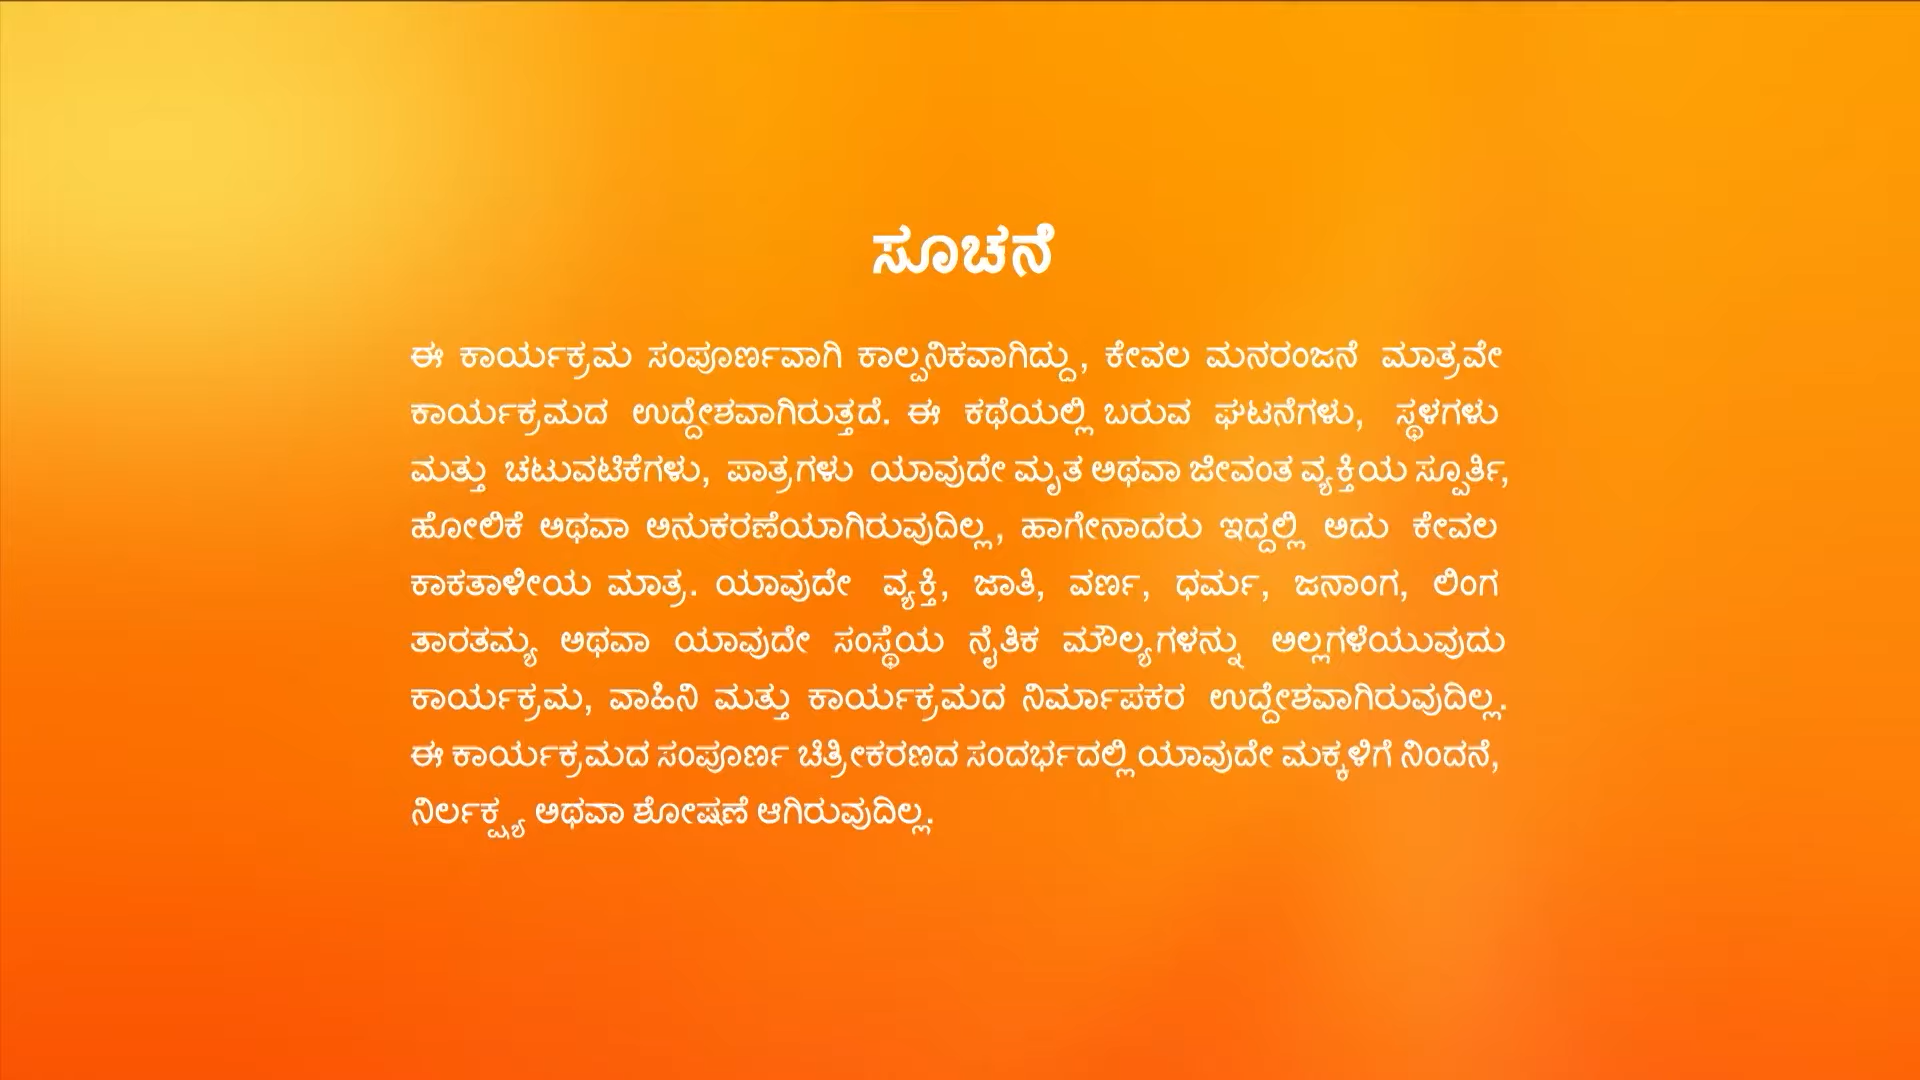 ಸೂಚನೆ
ಈ ಕಾರ್ಯಕ್ರಮ ಸಂಪೂರ್ಣವಾಗಿ ಕಾಲ್ಪನಿಕವಾಗಿದ್ದು, ಕೇವಲ ಮನರಂಜನೆ ಮಾತ್ರವೇ
ಕಾರ್ಯಕ್ರಮದ ಉದ್ದೇಶವಾಗಿರುತ್ತದೆ. ಈ ಕಥೆಯಲ್ಲಿ ಬರುವ ಘಟನೆಗಳು, ಸ್ಥಳಗಳು
ಮತ್ತು ಚಟುವಟಿಕೆಗಳು, ಪಾತ್ರಗಳು ಯಾವುದೇ ಮೃತ ಅಥವಾ ಜೀವಂತ ವ್ಯಕ್ತಿಯ ಸ್ಪೂರ್ತಿ,
ಹೋಲಿಕೆ ಅಥವಾ ಅನುಕರಣೆಯಾಗಿರುವುದಿಲ್ಲ, ಹಾಗೇನಾದರು ಇದ್ದಲ್ಲಿ ಅದು ಕೇವಲ
ಕಾಕತಾಳೀಯ ಮಾತ್ರ. ಯಾವುದೇ ವ್ಯಕ್ತಿ, ಜಾತಿ, ವರ್ಣ, ಧರ್ಮ, ಜನಾಂಗ, ಲಿಂಗ
ತಾರತಮ್ಯ ಅಥವಾ ಯಾವುದೇ ಸಂಸ್ಥೆಯ ನೈತಿಕ ಮೌಲ್ಯಗಳನ್ನು ಅಲ್ಲಗಳೆಯುವುದು
ಕಾರ್ಯಕ್ರಮ, ವಾಹಿನಿ ಮತ್ತು ಕಾರ್ಯಕ್ರಮದ ನಿರ್ಮಾಪಕರ ಉದ್ದೇಶವಾಗಿರುವುದಿಲ್ಲ.
ಈ ಕಾರ್ಯಕ್ರಮದ ಸಂಪೂರ್ಣ ಚಿತ್ರೀಕರಣದ ಸಂದರ್ಭದಲ್ಲಿ ಯಾವುದೇ ಮಕ್ಕಳಿಗೆ ನಿಂದನೆ,
ನಿರ್ಲಕ್ಷ್ಯ ಅಥವಾ ಶೋಷಣೆ ಆಗಿರುವುದಿಲ್ಲ.